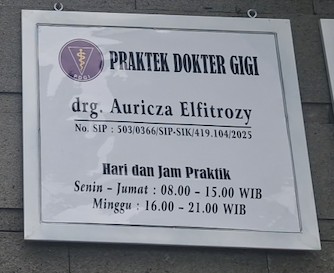 PDGI
PRAKTEK DOKTER GIGI
drg. Auricza Elfitrozy
No. SIP : 503/0366/SIP-SIK/419.104/2025
Hari dan Jam Praktik
Senin - Jumat : 08.00 - 15.00 WIB
Minggu : 16.00 - 21.00 WIB